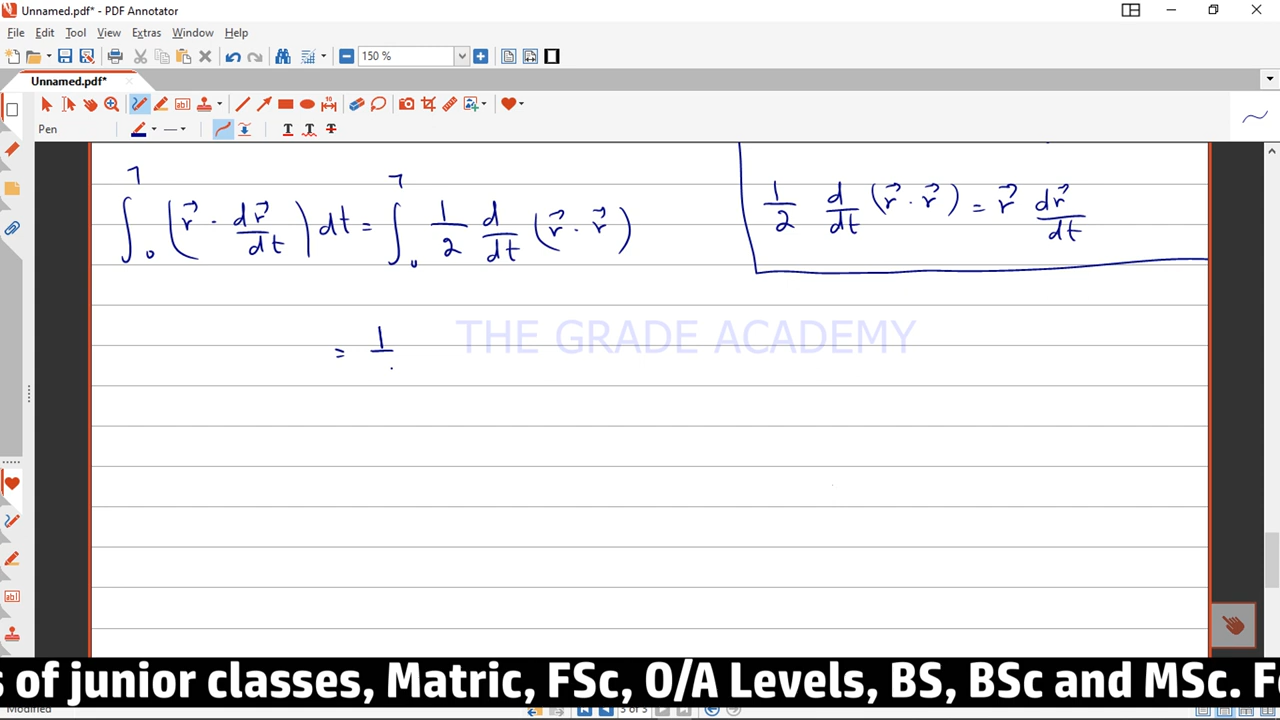 Unnamed.pdf* - PDF Annotator
File Edit Tool View Extras Window Help
150 %
Unnamed.pdf*
Pen
∫₀⁷ (r⃗ · dr⃗/dt) dt = ∫₀⁷ 1/2 d/dt (r⃗ · r⃗)
1/2 d/dt (r⃗ · r⃗) = r⃗ dr⃗/dt
= 1/
THE GRADE ACADEMY
s of junior classes, Matric, FSc, O/A Levels, BS, BSc and MSc. Fo
Modified